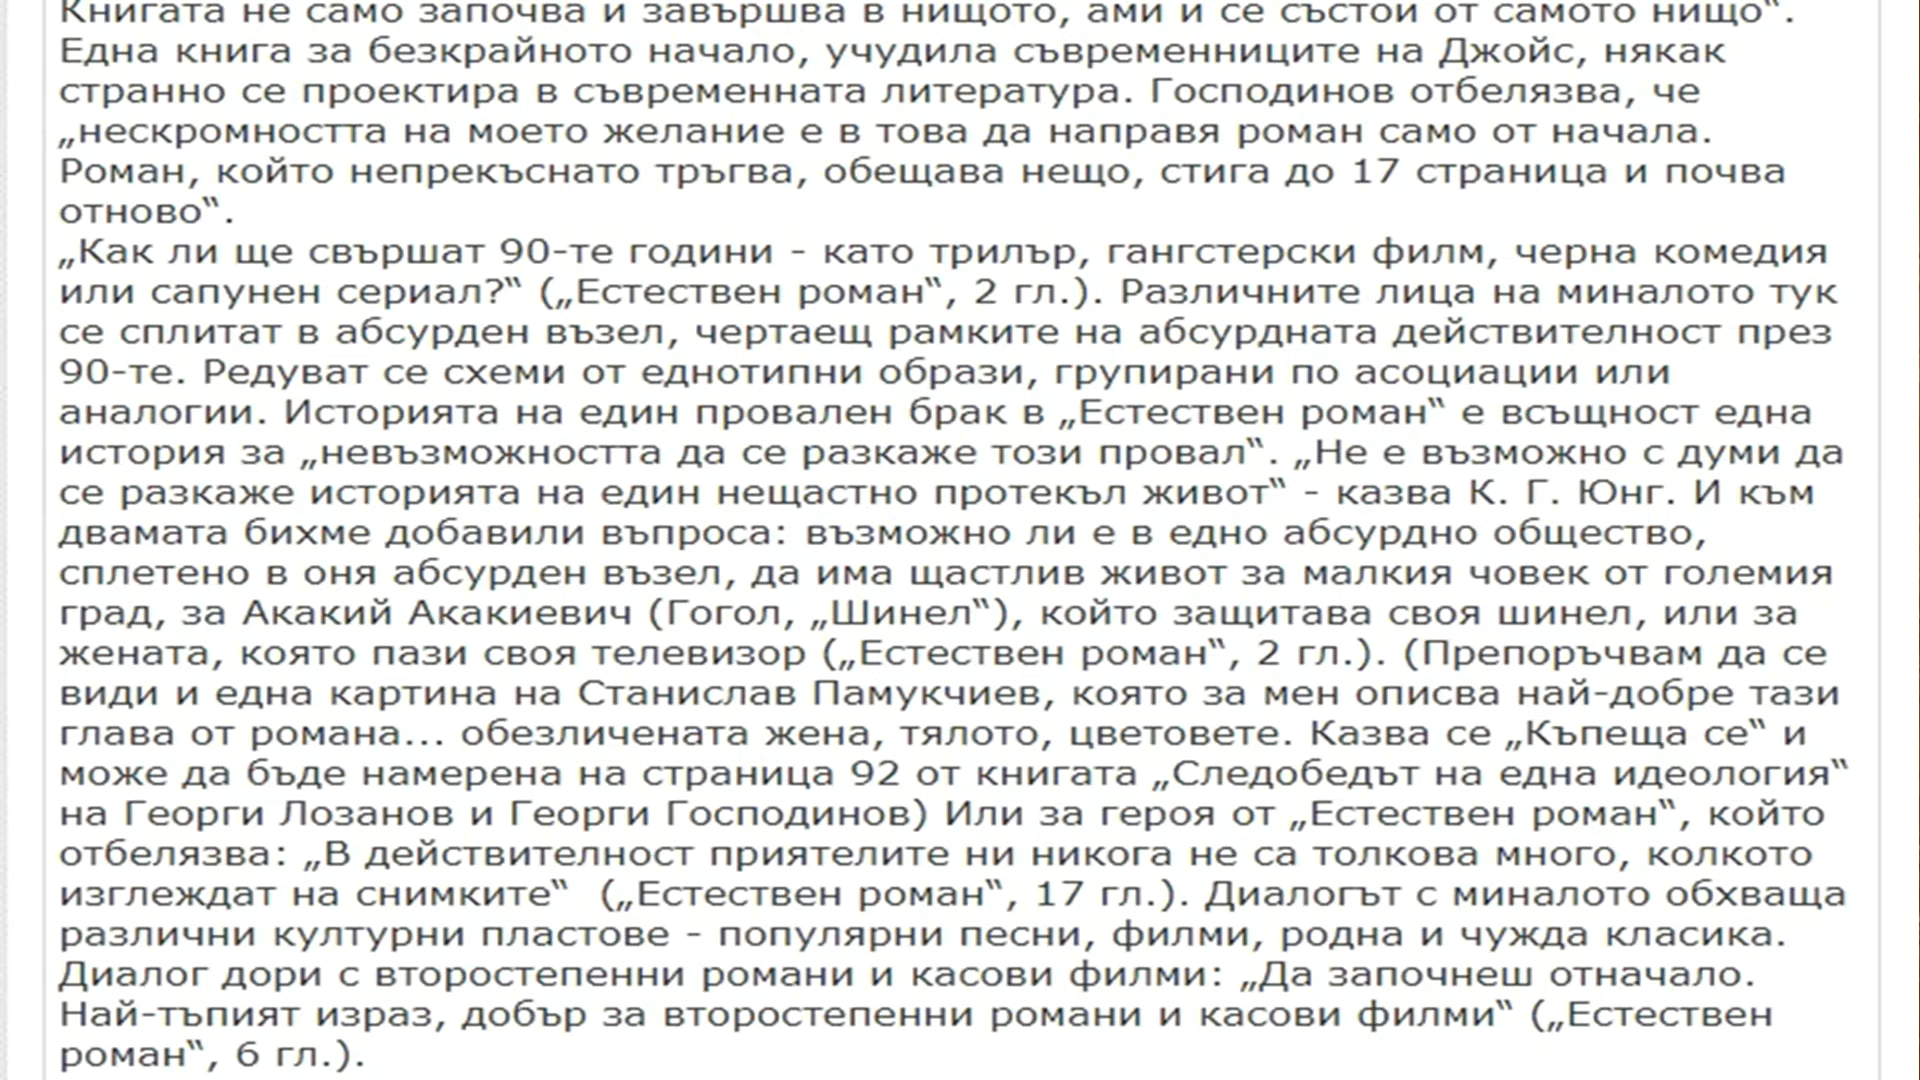 Книгата не само започва и завършва в нищото, ами и се състои от самото нищо“.
Една книга за безкрайното начало, учудила съвременниците на Джойс, някак
странно се проектира в съвременната литература. Господинов отбелязва, че
„нескромността на моето желание е в това да направя роман само от начала.
Роман, който непрекъснато тръгва, обещава нещо, стига до 17 страница и почва
отново“.
„Как ли ще свършат 90-те години - като трилър, гангстерски филм, черна комедия
или сапунен сериал?“ („Естествен роман“, 2 гл.). Различните лица на миналото тук
се сплитат в абсурден възел, чертаещ рамките на абсурдната действителност през
90-те. Редуват се схеми от еднотипни образи, групирани по асоциации или
аналогии. Историята на един провален брак в „Естествен роман“ е всъщност една
история за „невъзможността да се разкаже този провал“. „Не е възможно с думи да
се разкаже историята на един нещастно протекъл живот“ - казва К. Г. Юнг. И към
двамата бихме добавили въпроса: възможно ли е в едно абсурдно общество,
сплетено в оня абсурден възел, да има щастлив живот за малкия човек от големия
град, за Акакий Акакиевич (Гогол, „Шинел“), който защитава своя шинел, или за
жената, която пази своя телевизор („Естествен роман“, 2 гл.). (Препоръчвам да се
види и една картина на Станислав Памукчиев, която за мен описва най-добре тази
глава от романа... обезличената жена, тялото, цветовете. Казва се „Къпеща се“ и
може да бъде намерена на страница 92 от книгата „Следобедът на една идеология“
на Георги Лозанов и Георги Господинов) Или за героя от „Естествен роман“, който
отбелязва: „В действителност приятелите ни никога не са толкова много, колкото
изглеждат на снимките“  („Естествен роман“, 17 гл.). Диалогът с миналото обхваща
различни културни пластове - популярни песни, филми, родна и чужда класика.
Диалог дори с второстепенни романи и касови филми: „Да започнеш отначало.
Най-тъпият израз, добър за второстепенни романи и касови филми“ („Естествен
роман“, 6 гл.).